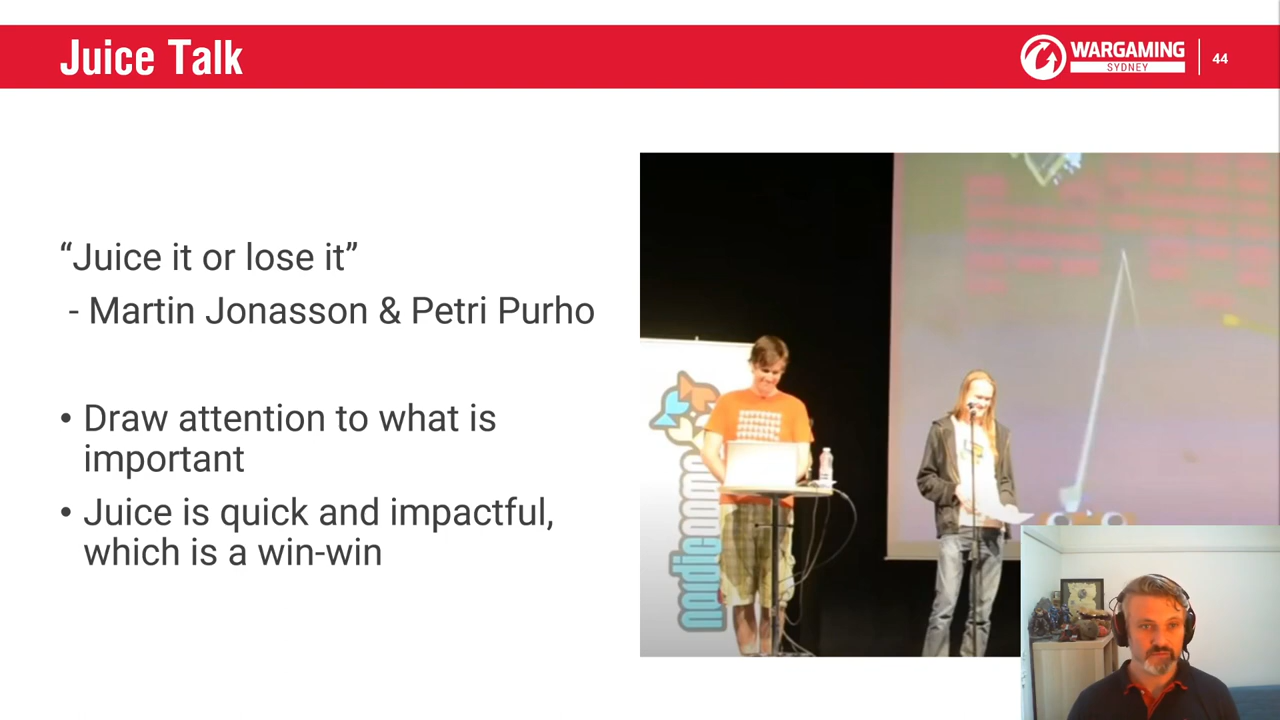 Juice Talk
WARGAMING
SYDNEY
44
“Juice it or lose it”
- Martin Jonasson & Petri Purho
• Draw attention to what is
important
• Juice is quick and impactful,
which is a win-win